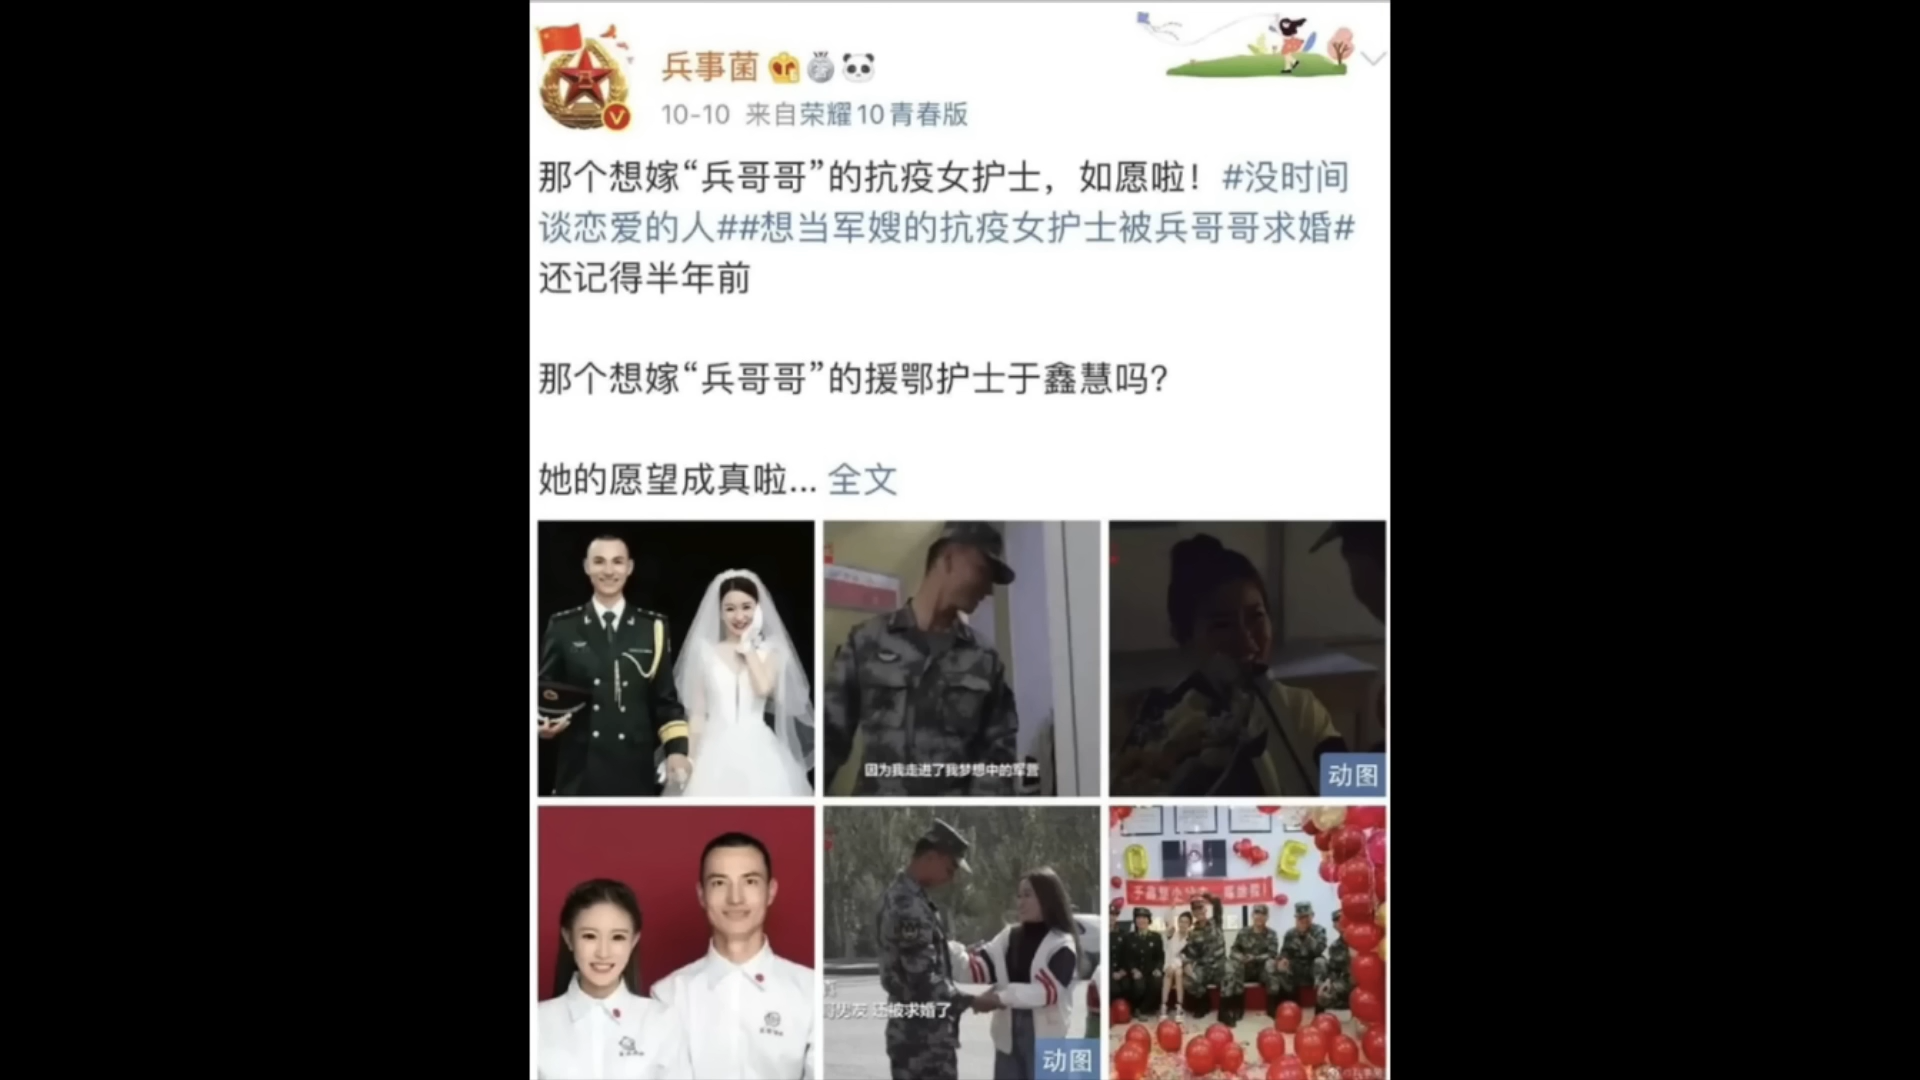 兵事菌
10-10 来自荣耀10青春版
那个想嫁“兵哥哥”的抗疫女护士，如愿啦！#没时间
谈恋爱的人##想当军嫂的抗疫女护士被兵哥哥求婚#
还记得半年前
那个想嫁“兵哥哥”的援鄂护士于鑫慧吗？
她的愿望成真啦... 全文
因为我走进了我梦想中的军营
动图
男友 还被求婚了
动图